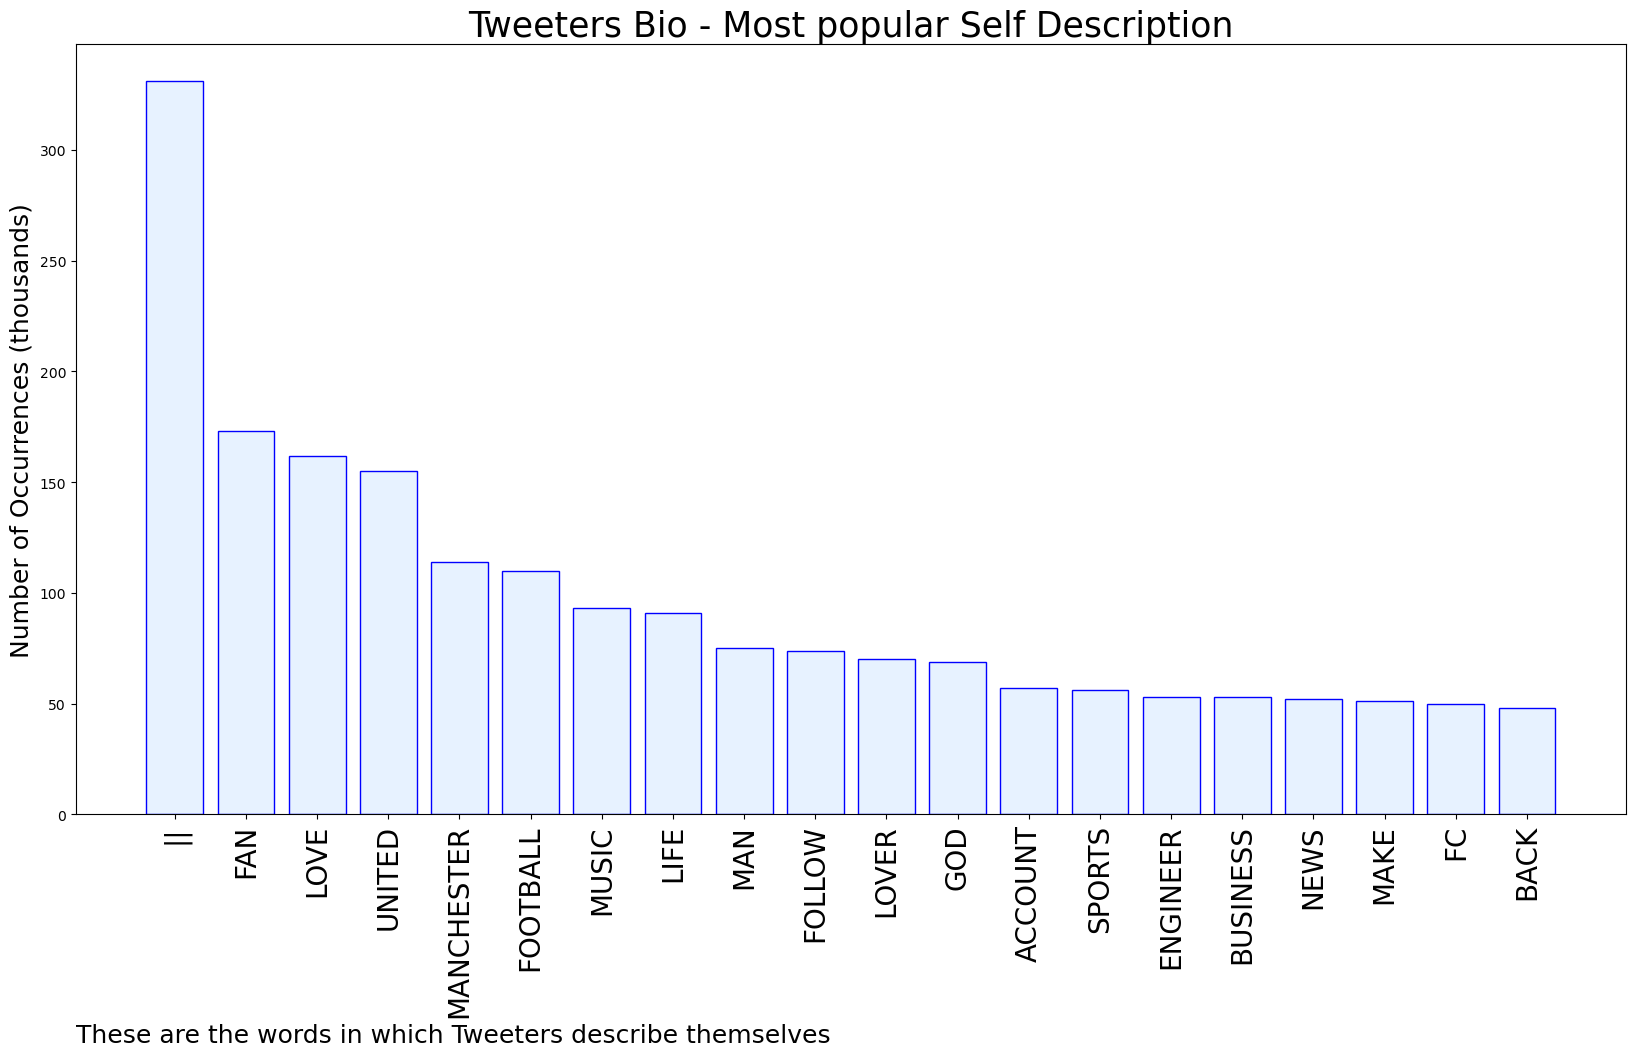 Tweeters Bio - Most popular Self Description
Number of Occurrences (thousands)
300
250
200
150
100
50
0
||
FAN
LOVE
UNITED
MANCHESTER
FOOTBALL
MUSIC
LIFE
MAN
FOLLOW
LOVER
GOD
ACCOUNT
SPORTS
ENGINEER
BUSINESS
NEWS
MAKE
FC
BACK
These are the words in which Tweeters describe themselves